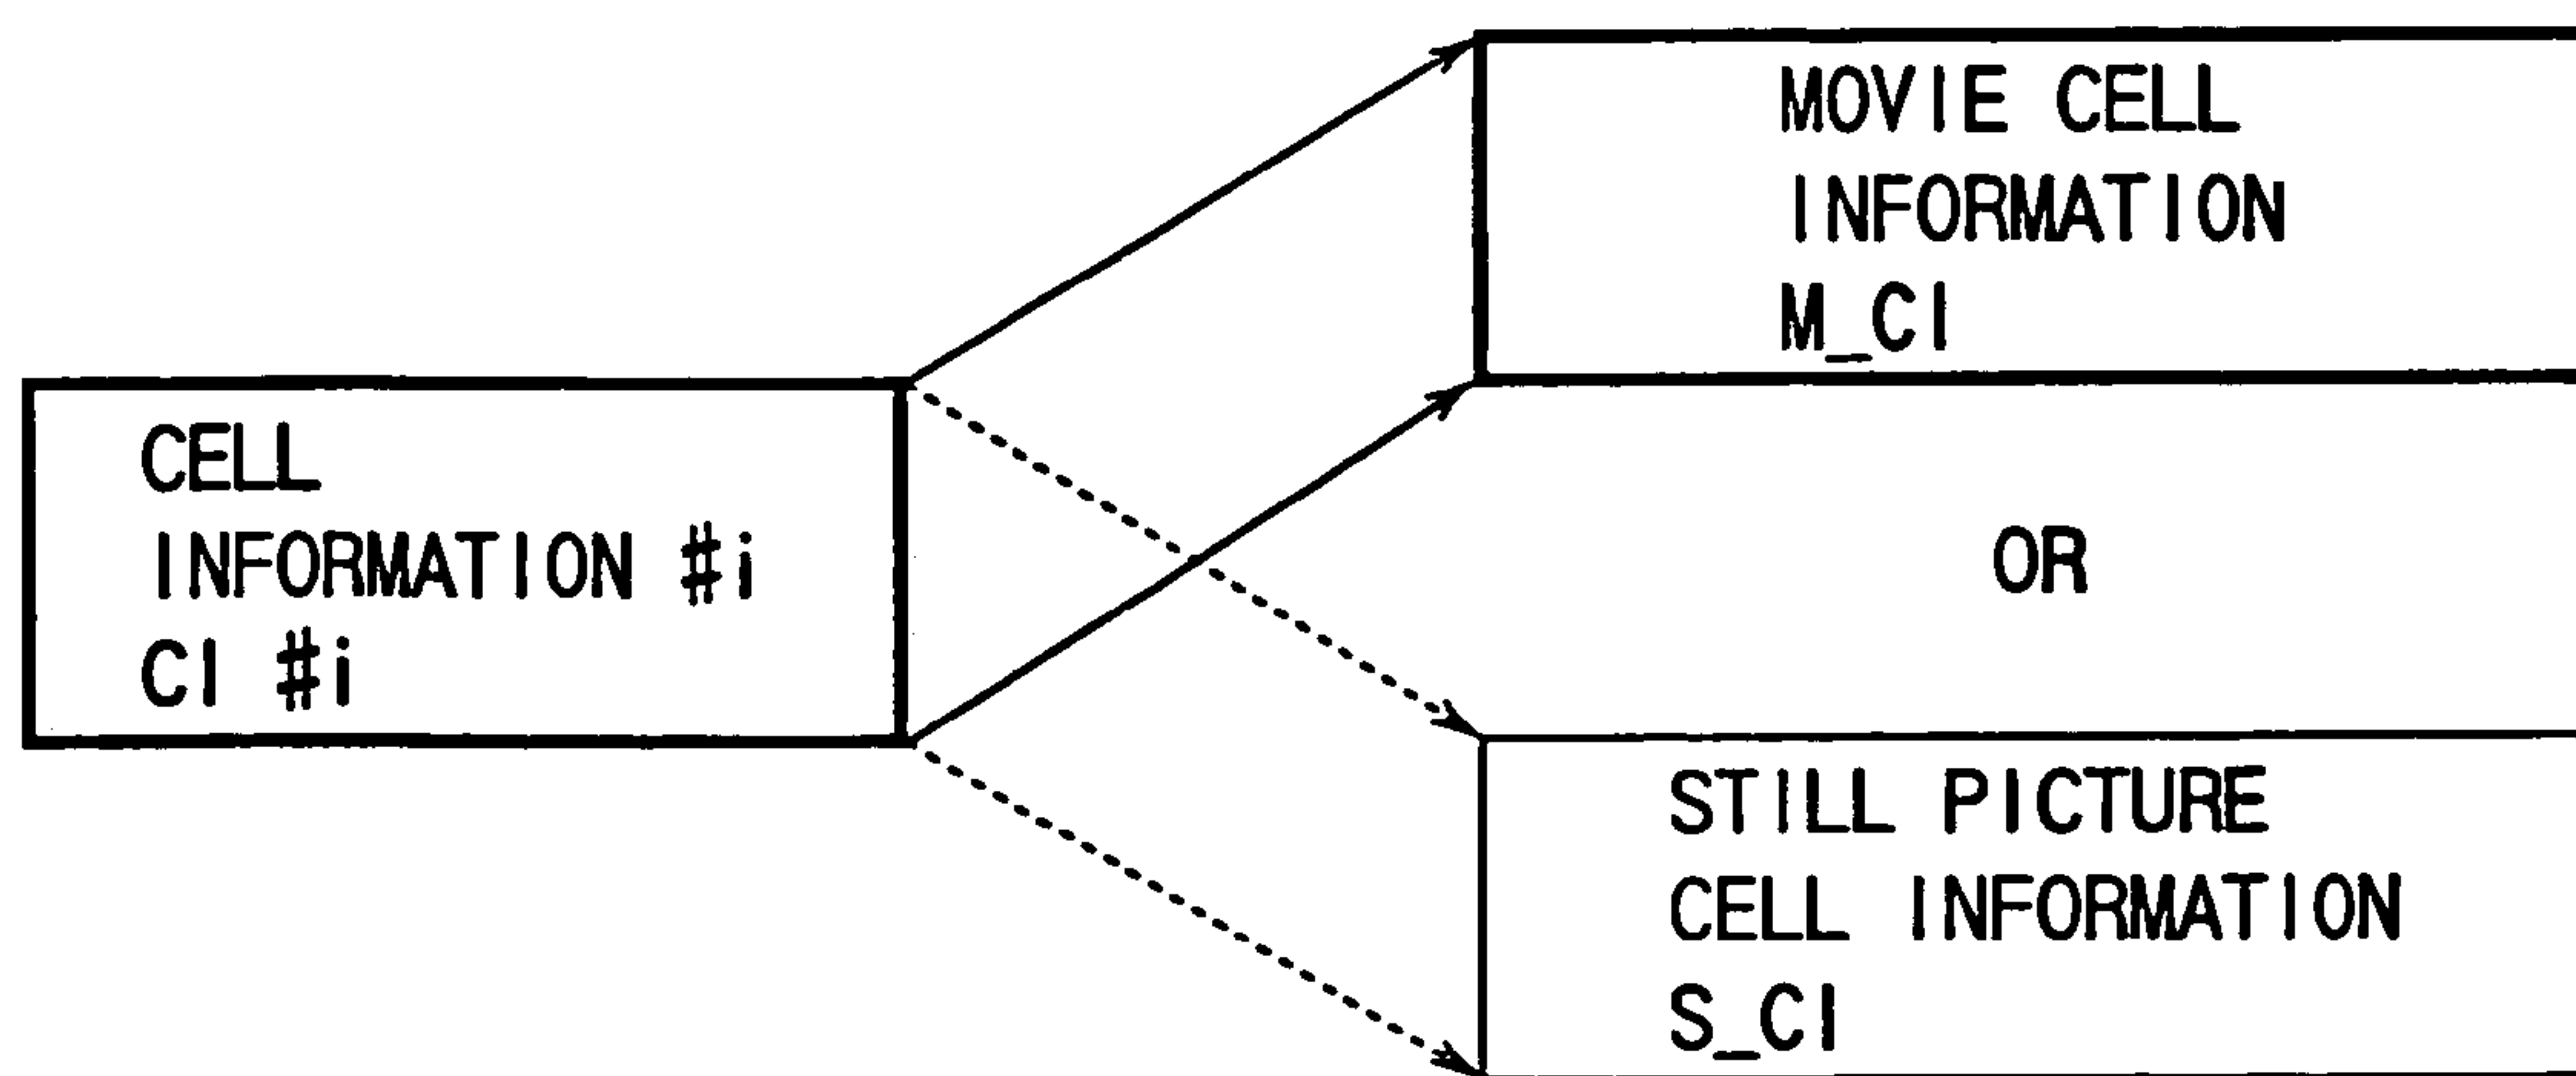 MOVIE CELL
INFORMATION
M_CI
CELL
INFORMATION #i
CI #i
OR
STILL PICTURE
CELL INFORMATION
S_CI